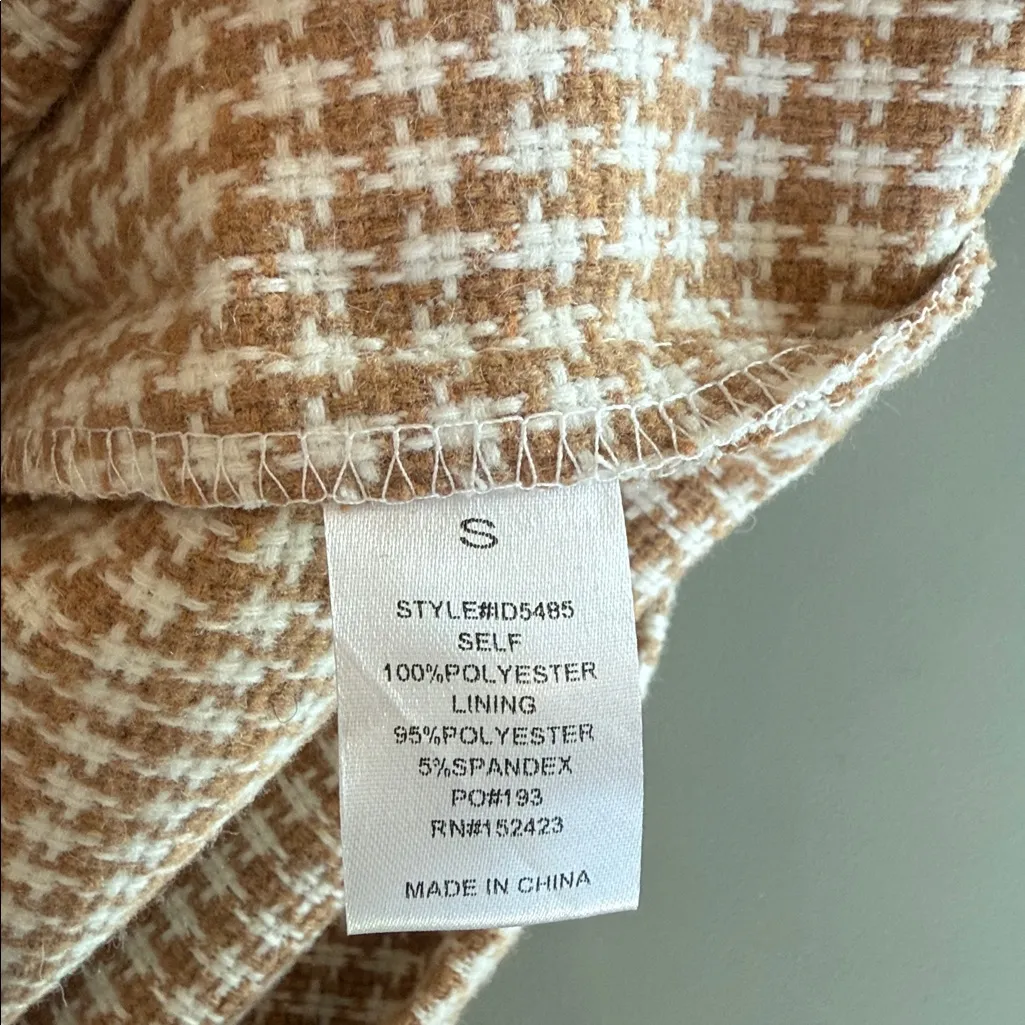 S
STYLE#ID5485
SELF
100%POLYESTER
LINING
95%POLYESTER
5%SPANDEX
PO#193
RN#152423
MADE IN CHINA